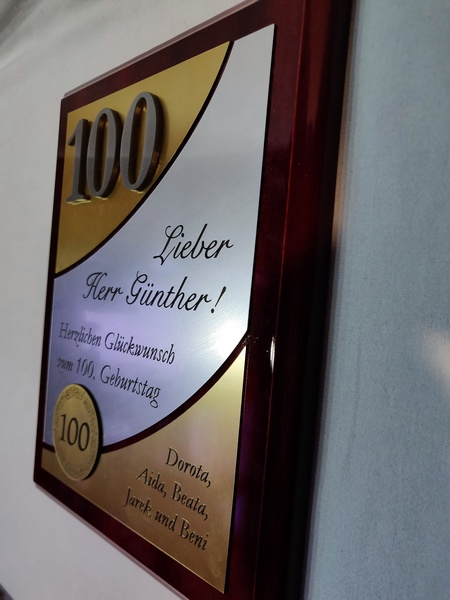 100
Lieber
Herr Günther!
Herzlichen Glückwunsch
zum 100. Geburtstag
100
Dorota,
Aida, Beata,
Jarek und Beni